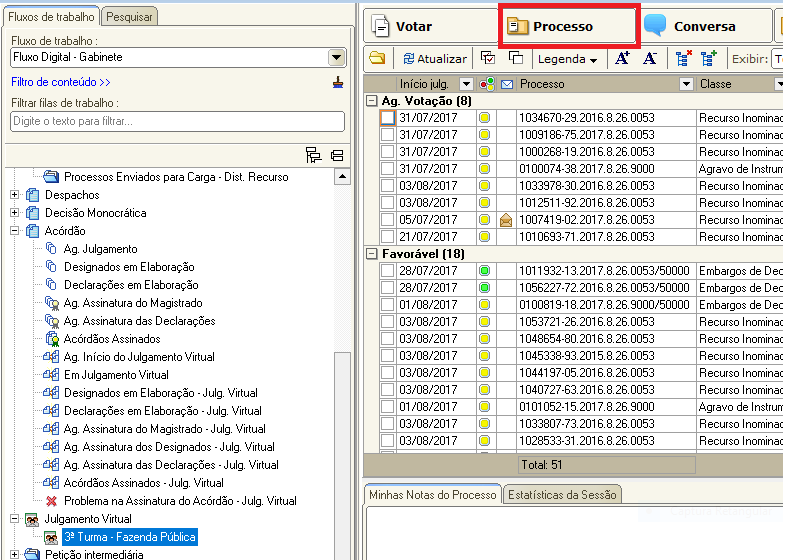 Fluxos de trabalho Pesquisar
Fluxo de trabalho :
Fluxo Digital - Gabinete
Filtro de conteúdo >>
Filtrar filas de trabalho :
Digite o texto para filtrar...
Processos Enviados para Carga - Dist. Recurso
Despachos
Decisão Monocrática
Acórdão
Ag. Julgamento
Designados em Elaboração
Declarações em Elaboração
Ag. Assinatura do Magistrado
Ag. Assinatura das Declarações
Acórdãos Assinados
Ag. Início do Julgamento Virtual
Em Julgamento Virtual
Designados em Elaboração - Julg. Virtual
Declarações em Elaboração - Julg. Virtual
Ag. Assinatura do Magistrado - Julg. Virtual
Ag. Assinatura dos Designados - Julg. Virtual
Ag. Assinatura das Declarações - Julg. Virtual
Acórdãos Assinados - Julg. Virtual
Problema na Assinatura do Acórdão - Julg. Virtual
Julgamento Virtual
3ª Turma - Fazenda Pública
Petição intermediária
Votar Processo Conversa
Atualizar Legenda A+ A- Exibir:
Início julg. Processo Classe
Ag. Votação (8)
31/07/2017 1034670-29.2016.8.26.0053 Recurso Inominad
31/07/2017 1009186-75.2017.8.26.0053 Recurso Inominad
31/07/2017 1000268-19.2016.8.26.0053 Recurso Inominad
31/07/2017 0100074-38.2017.8.26.9000 Agravo de Instrum
03/08/2017 1033978-30.2016.8.26.0053 Recurso Inominad
03/08/2017 1012511-92.2016.8.26.0053 Recurso Inominad
05/07/2017 1007419-02.2017.8.26.0053 Recurso Inominad
21/07/2017 1010693-71.2017.8.26.0053 Recurso Inominad
Favorável (18)
28/07/2017 1011932-13.2017.8.26.0053/50000 Embargos de Dec
28/07/2017 1056227-72.2016.8.26.0053/50000 Embargos de Dec
01/08/2017 0100819-18.2017.8.26.9000/50000 Embargos de Dec
03/08/2017 1053721-26.2016.8.26.0053 Recurso Inominad
03/08/2017 1048654-80.2016.8.26.0053 Recurso Inominad
03/08/2017 1045338-93.2015.8.26.0053 Recurso Inominad
03/08/2017 1044197-05.2016.8.26.0053 Recurso Inominad
03/08/2017 1040727-63.2016.8.26.0053 Recurso Inominad
01/08/2017 0101052-15.2017.8.26.9000 Agravo de Instrum
03/08/2017 1033807-73.2016.8.26.0053 Recurso Inominad
03/08/2017 1028533-31.2016.8.26.0053 Recurso Inominad
Total: 51
Minhas Notas do Processo Estatísticas da Sessão